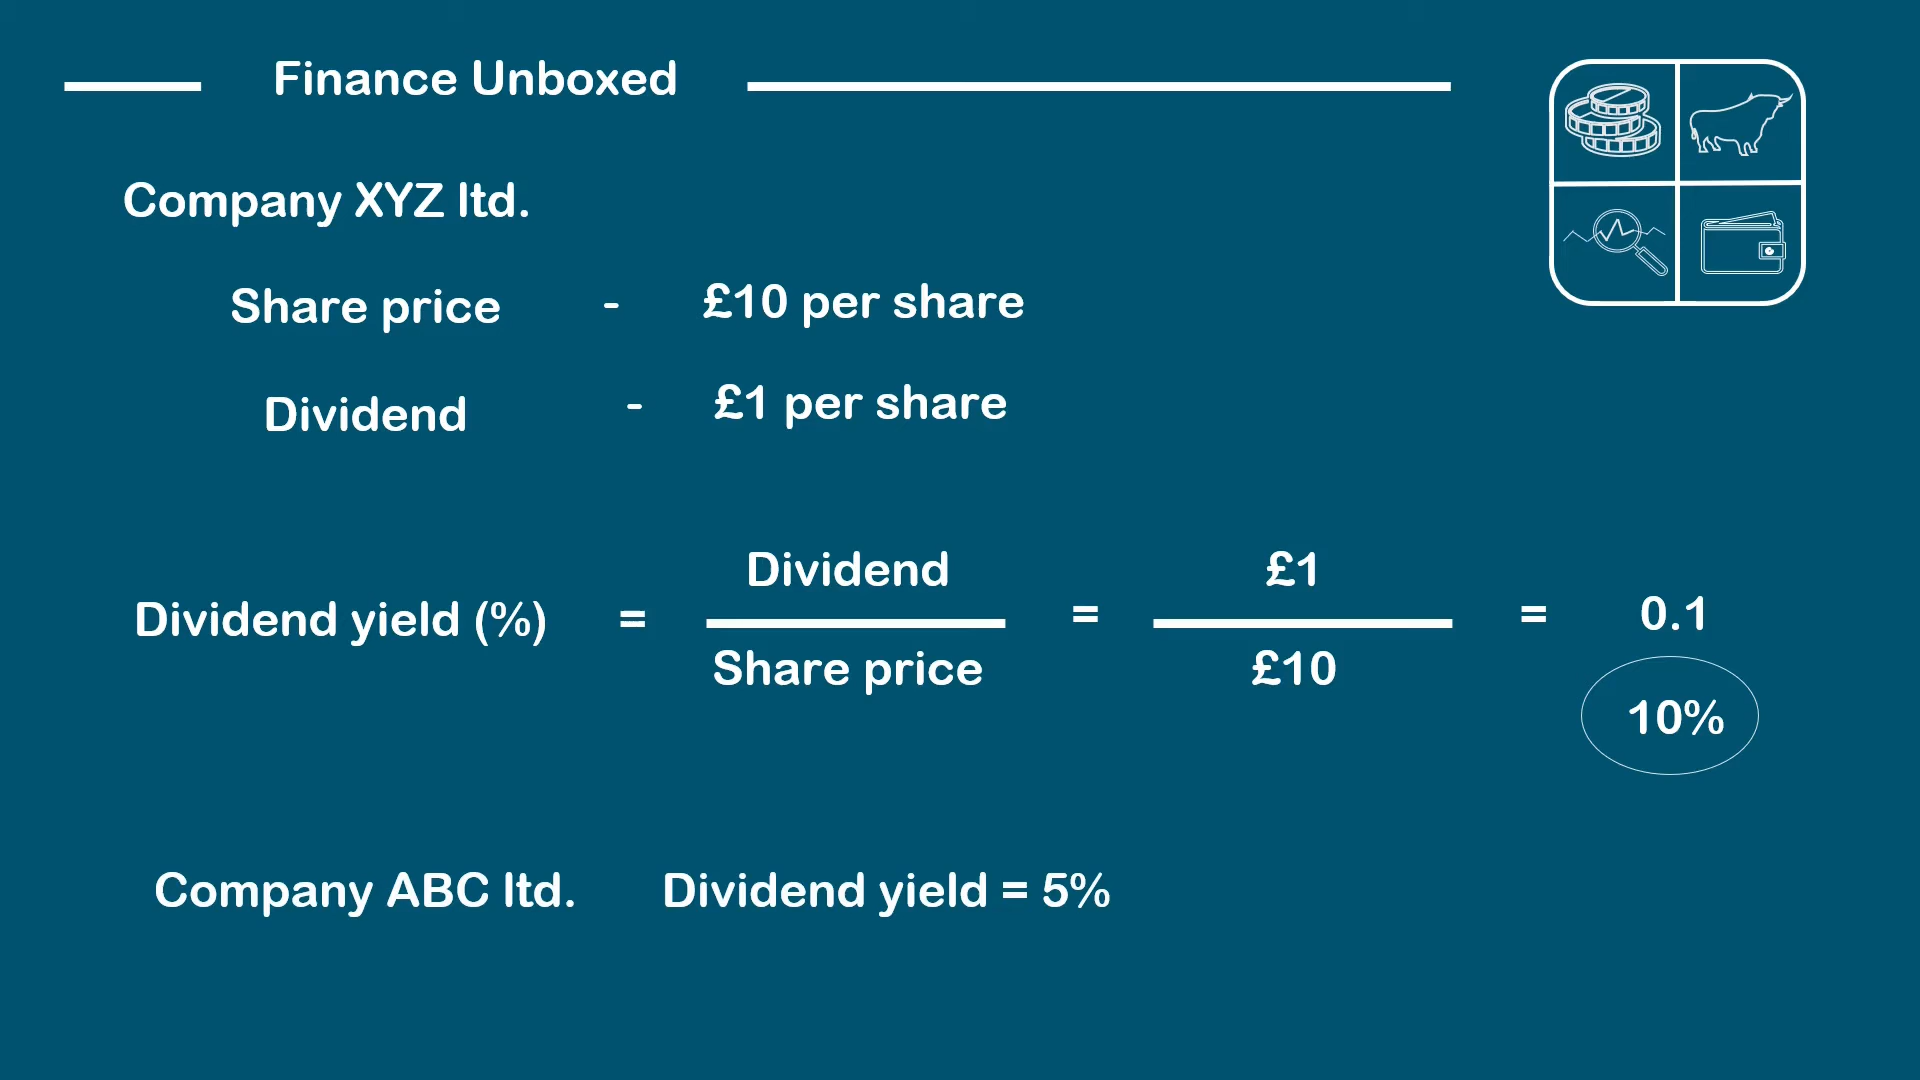 Finance Unboxed
Company XYZ ltd.
Share price - £10 per share
Dividend - £1 per share
Dividend yield (%) = Dividend = £1 = 0.1
Share price £10
10%
Company ABC ltd. Dividend yield = 5%